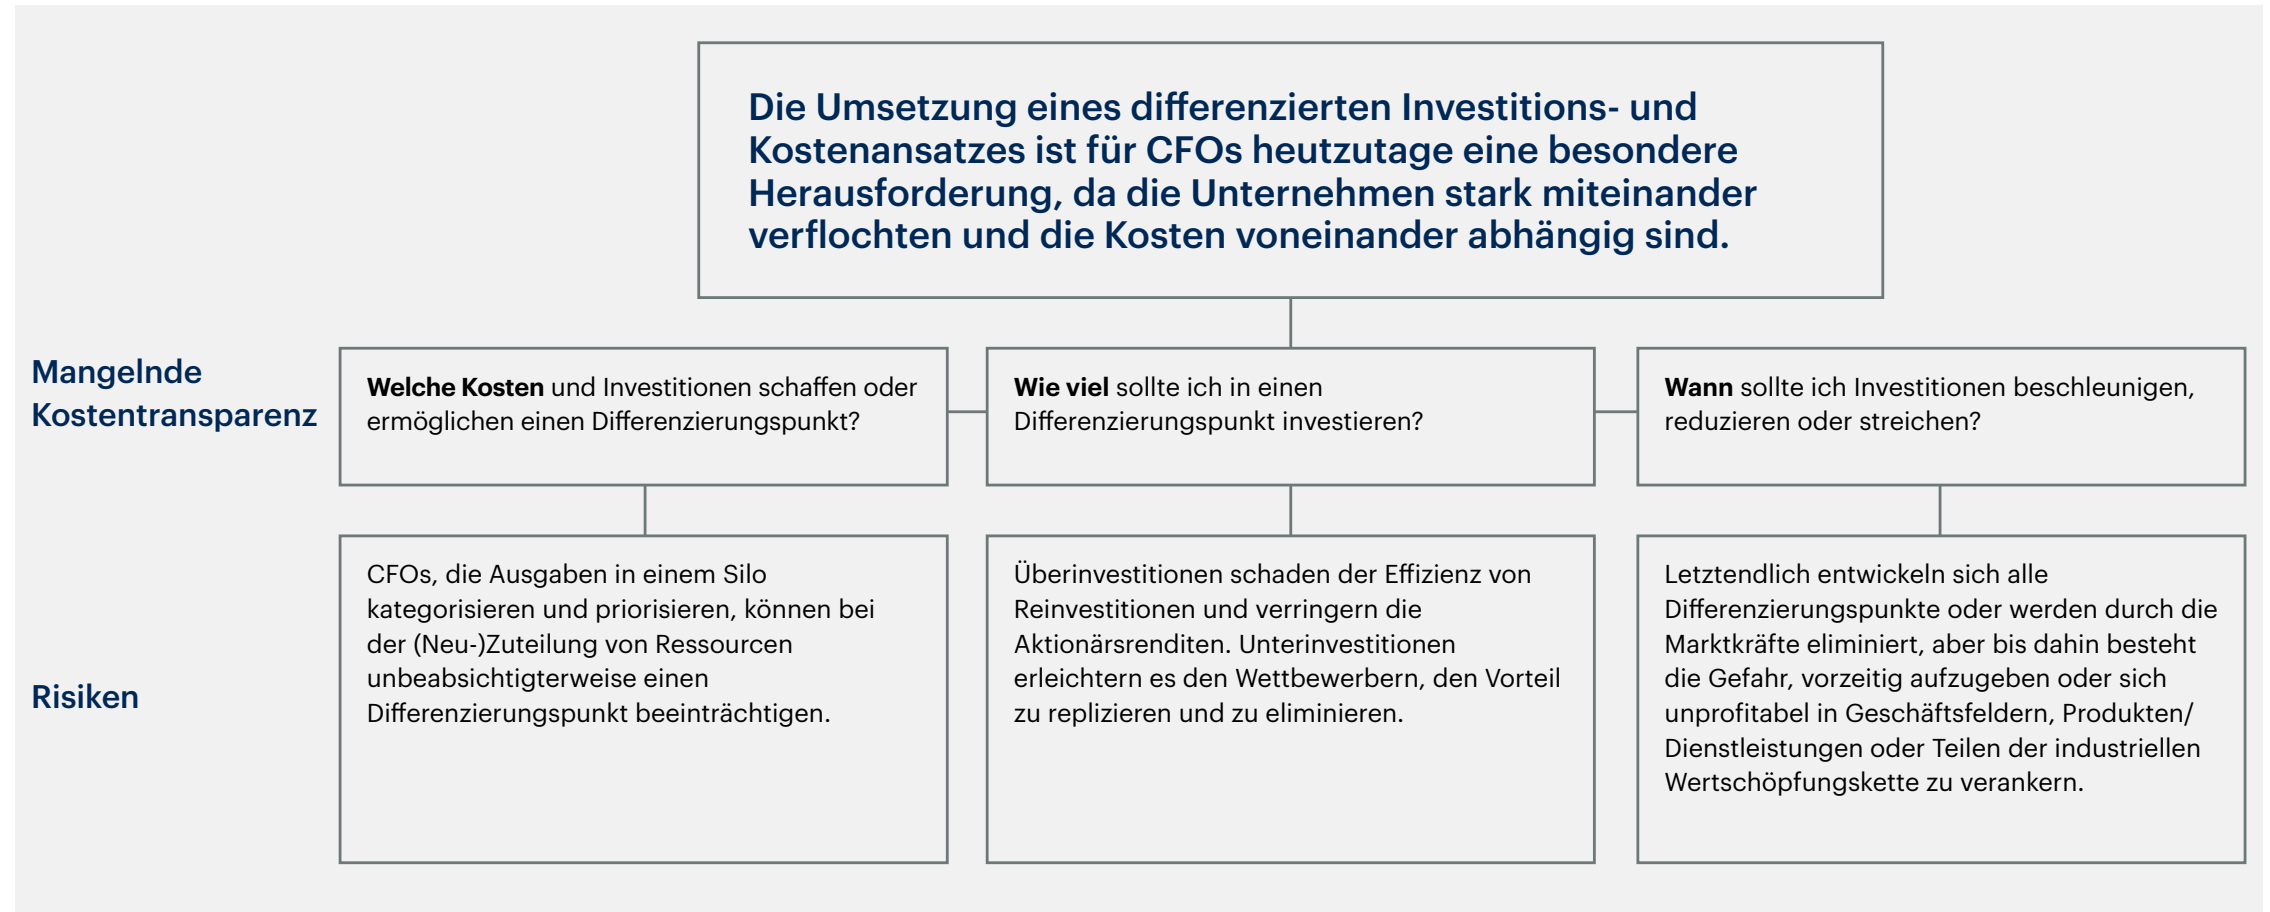 Die Umsetzung eines differenzierten Investitions- und
Kostenansatzes ist für CFOs heutzutage eine besondere
Herausforderung, da die Unternehmen stark miteinander
verflochten und die Kosten voneinander abhängig sind.
Mangelnde
Kostentransparenz
Welche Kosten und Investitionen schaffen oder
ermöglichen einen Differenzierungspunkt?
Wie viel sollte ich in einen
Differenzierungspunkt investieren?
Wann sollte ich Investitionen beschleunigen,
reduzieren oder streichen?
Risiken
CFOs, die Ausgaben in einem Silo
kategorisieren und priorisieren, können bei
der (Neu-)Zuteilung von Ressourcen
unbeabsichtigterweise einen
Differenzierungspunkt beeinträchtigen.
Überinvestitionen schaden der Effizienz von
Reinvestitionen und verringern die
Aktionärsrenditen. Unterinvestitionen
erleichtern es den Wettbewerbern, den Vorteil
zu replizieren und zu eliminieren.
Letztendlich entwickeln sich alle
Differenzierungspunkte oder werden durch die
Marktkräfte eliminiert, aber bis dahin besteht
die Gefahr, vorzeitig aufzugeben oder sich
unprofitabel in Geschäftsfeldern, Produkten/
Dienstleistungen oder Teilen der industriellen
Wertschöpfungskette zu verankern.